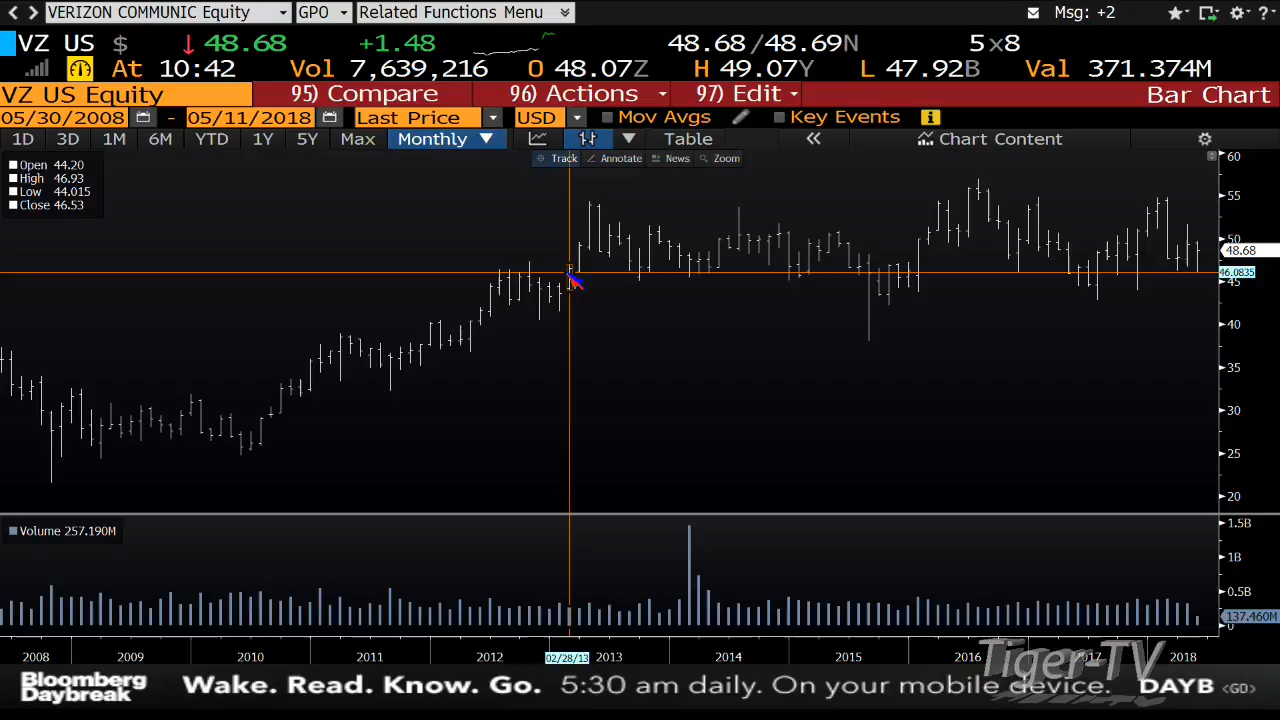 VERIZON COMMUNIC Equity GPO Related Functions Menu Msg: +2
VZ US $ ↓ 48.68 +1.48 48.68/48.69N 5x8
At 10:42 Vol 7,639,216 O 48.07Z H 49.07Y L 47.92B Val 371.374M
VZ US Equity 95) Compare 96) Actions 97) Edit Bar Chart
05/30/2008 - 05/11/2018 Last Price USD Mov Avgs Key Events
1D 3D 1M 6M YTD 1Y 5Y Max Monthly ▼ Table « Chart Content
Track Annotate News Zoom
Open 44.20
High 46.93
Low 44.015
Close 46.53
60
55
50
48.68
46.0835
45
40
35
30
25
20
Volume 257.190M
1.5B
1B
0.5B
137.460M
0
2008 2009 2010 2011 2012 02/28/13 2013 2014 2015 2016 2017 2018
Tiger-TV
Bloomberg
Daybreak
Wake. Read. Know. Go. 5:30 am daily. On your mobile device. DAYB <GO>